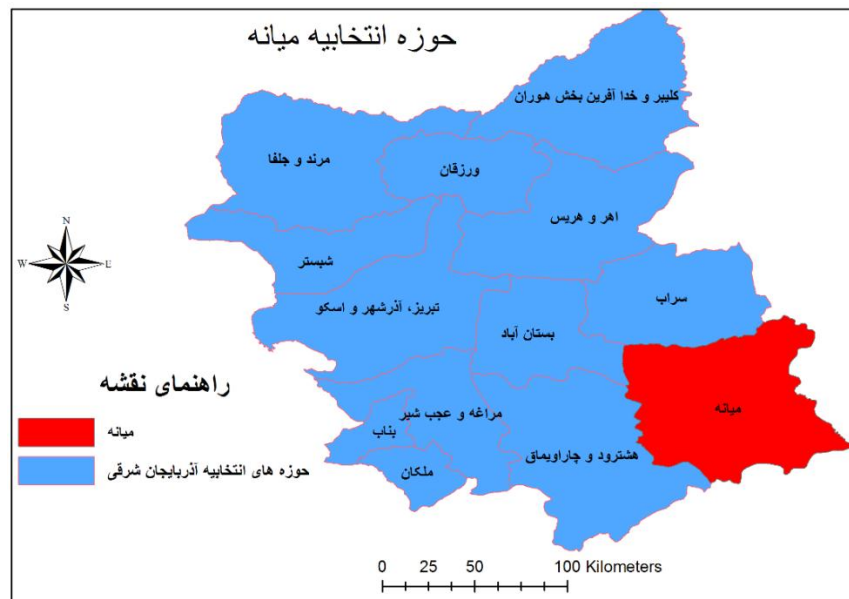 حوزه انتخابیه میانه
کلیبر و خدا آفرین بخش هوران
مرند و جلفا
ورزقان
اهر و هریس
شبستر
سراب
تبریز، آذرشهر و اسکو
بستان آباد
میانه
مراغه و عجب شیر
بناب
هشترود و چاراویماق
ملکان
N
W
E
S
راهنمای نقشه
میانه
حوزه های انتخابیه آذربایجان شرقی
0 25 50 100 Kilometers